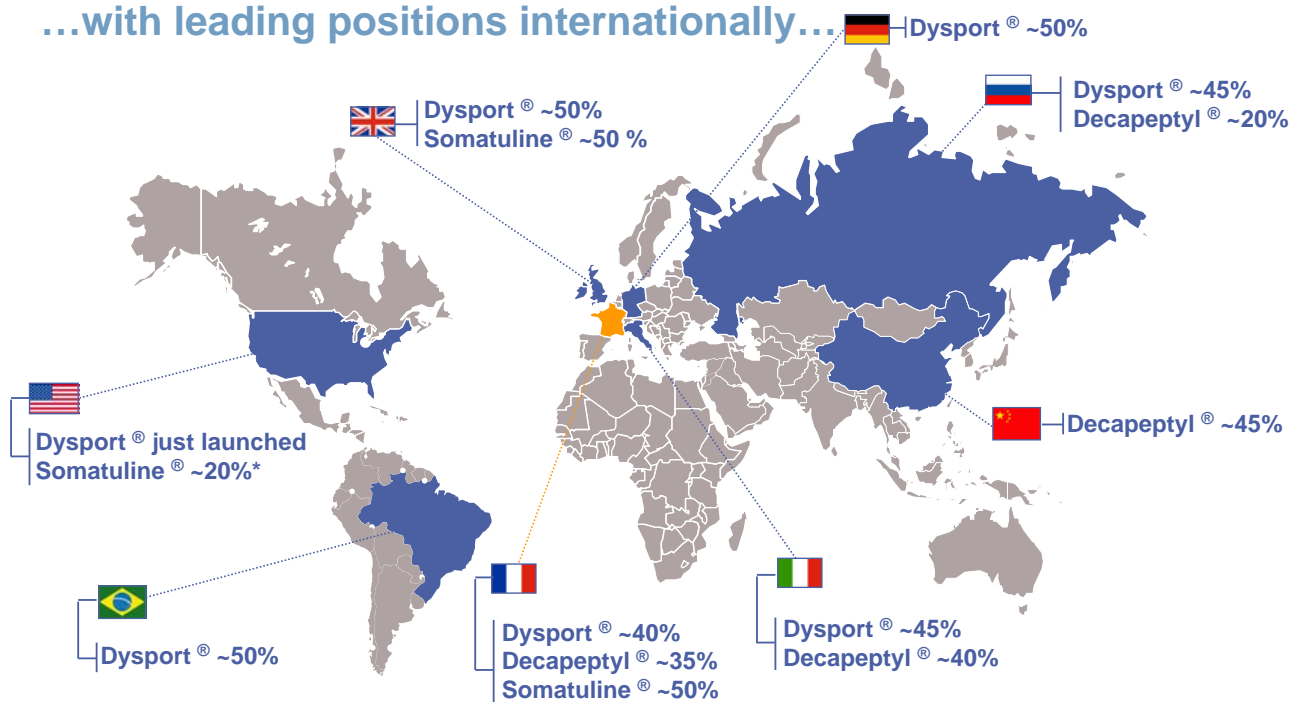 …with leading positions internationally…
Dysport ® ~50%
Dysport ® ~50%
Somatuline ® ~50 %
Dysport ® ~45%
Decapeptyl ® ~20%
Dysport ® just launched
Somatuline ® ~20%*
Decapeptyl ® ~45%
Dysport ® ~50%
Dysport ® ~40%
Decapeptyl ® ~35%
Somatuline ® ~50%
Dysport ® ~45%
Decapeptyl ® ~40%